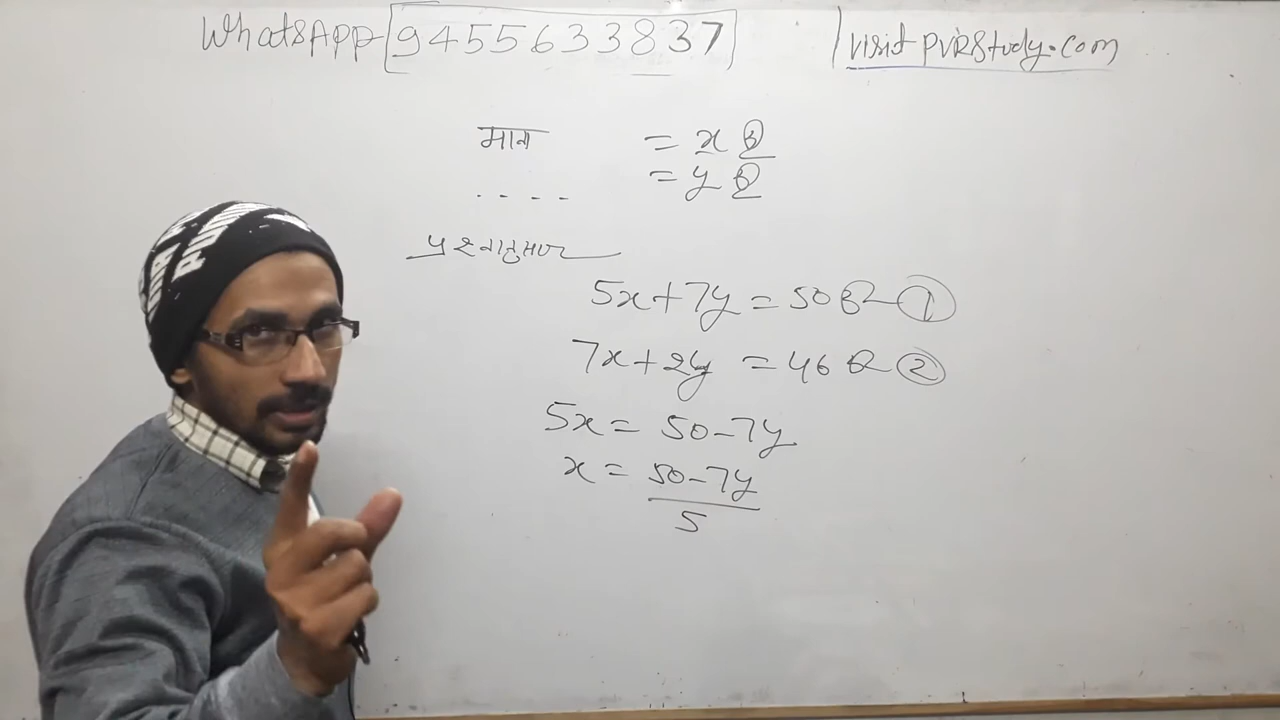 WhatsApp- 9455633837
visit pvRStudy.com
माना = x रु
.... = y रु
प्रश्नानुसार
5x+7y = 50 रु — 1
7x+2y = 46 रु — 2
5x = 50-7y
x = 50-7y
5
PUMA